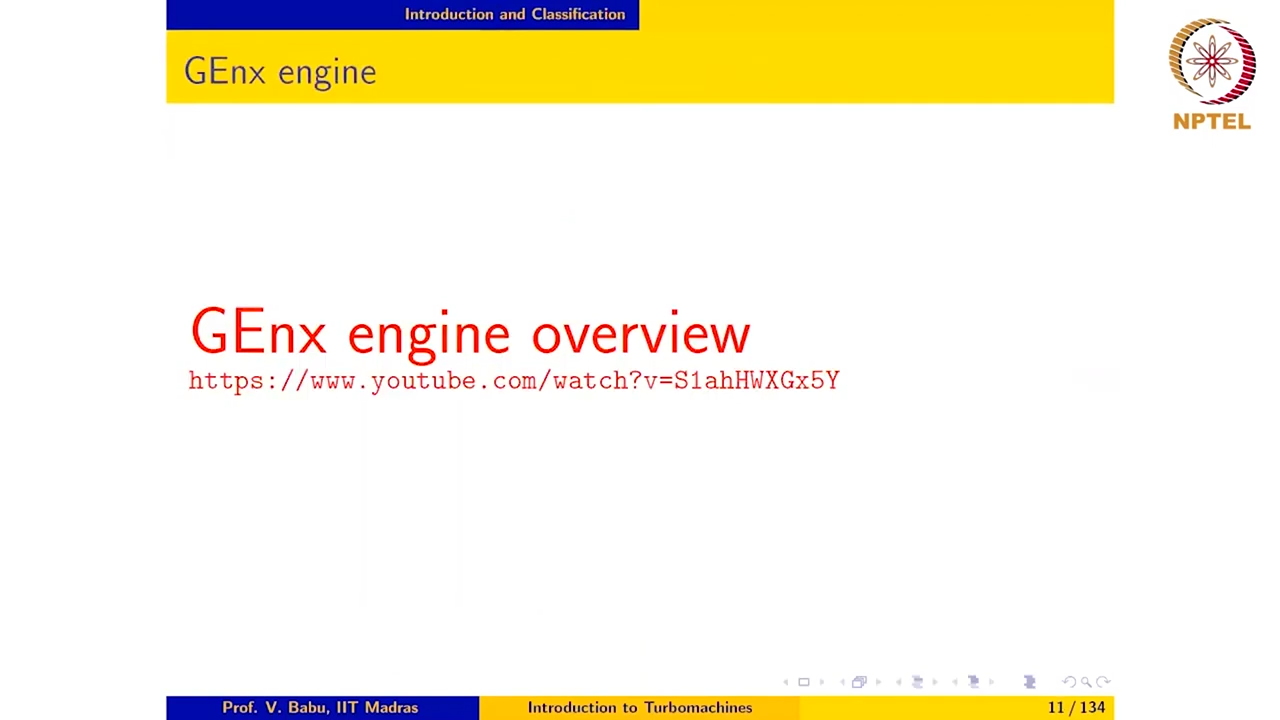 Introduction and Classification
GEnx engine
NPTEL
GEnx engine overview
https://www.youtube.com/watch?v=S1ahHWXGx5Y
Prof. V. Babu, IIT Madras
Introduction to Turbomachines
11 / 134